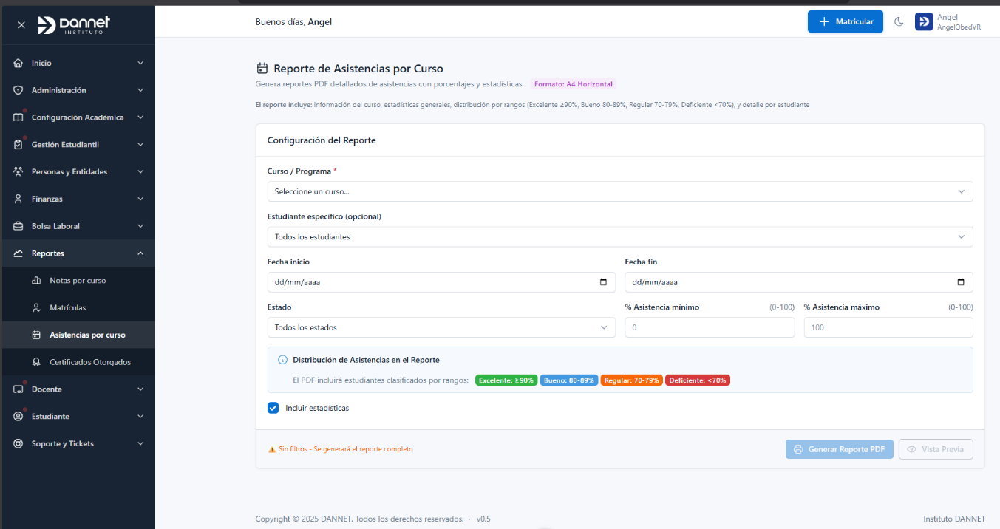 DANNET
INSTITUTO
Inicio
Administración
Configuración Académica
Gestión Estudiantil
Personas y Entidades
Finanzas
Bolsa Laboral
Reportes
Notas por curso
Matrículas
Asistencias por curso
Certificados Otorgados
Docente
Estudiante
Soporte y Tickets
Buenos días, Angel
Matricular
Angel
AngelObedVR
Reporte de Asistencias por Curso
Genera reportes PDF detallados de asistencias con porcentajes y estadísticas. Formato: A4 Horizontal
El reporte incluye: Información del curso, estadísticas generales, distribución por rangos (Excelente ≥90%, Bueno 80-89%, Regular 70-79%, Deficiente <70%), y detalle por estudiante
Configuración del Reporte
Curso / Programa *
Seleccione un curso...
Estudiante específico (opcional)
Todos los estudiantes
Fecha inicio Fecha fin
dd/mm/aaaa dd/mm/aaaa
Estado % Asistencia mínimo (0-100) % Asistencia máximo (0-100)
Todos los estados 0 100
Distribución de Asistencias en el Reporte
El PDF incluirá estudiantes clasificados por rangos: Excelente: ≥90% Bueno: 80-89% Regular: 70-79% Deficiente: <70%
Incluir estadísticas
Sin filtros - Se generará el reporte completo Generar Reporte PDF Vista Previa
Copyright © 2025 DANNET. Todos los derechos reservados. · v0.5 Instituto DANNET